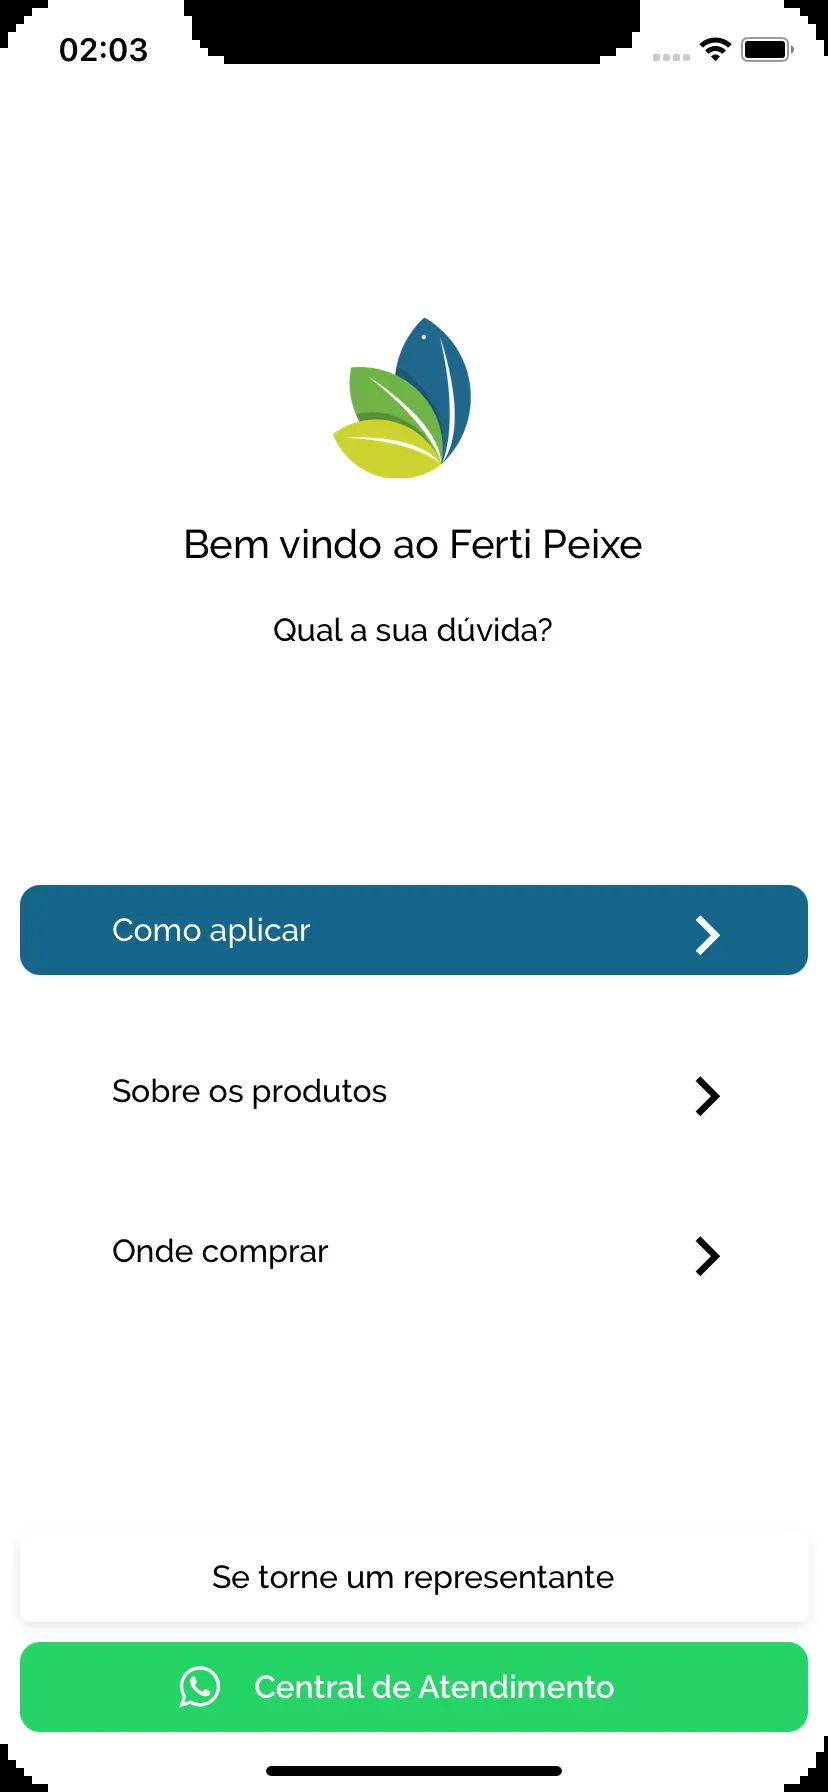 02:03
Bem vindo ao Ferti Peixe
Qual a sua dúvida?
Como aplicar
Sobre os produtos
Onde comprar
Se torne um representante
Central de Atendimento